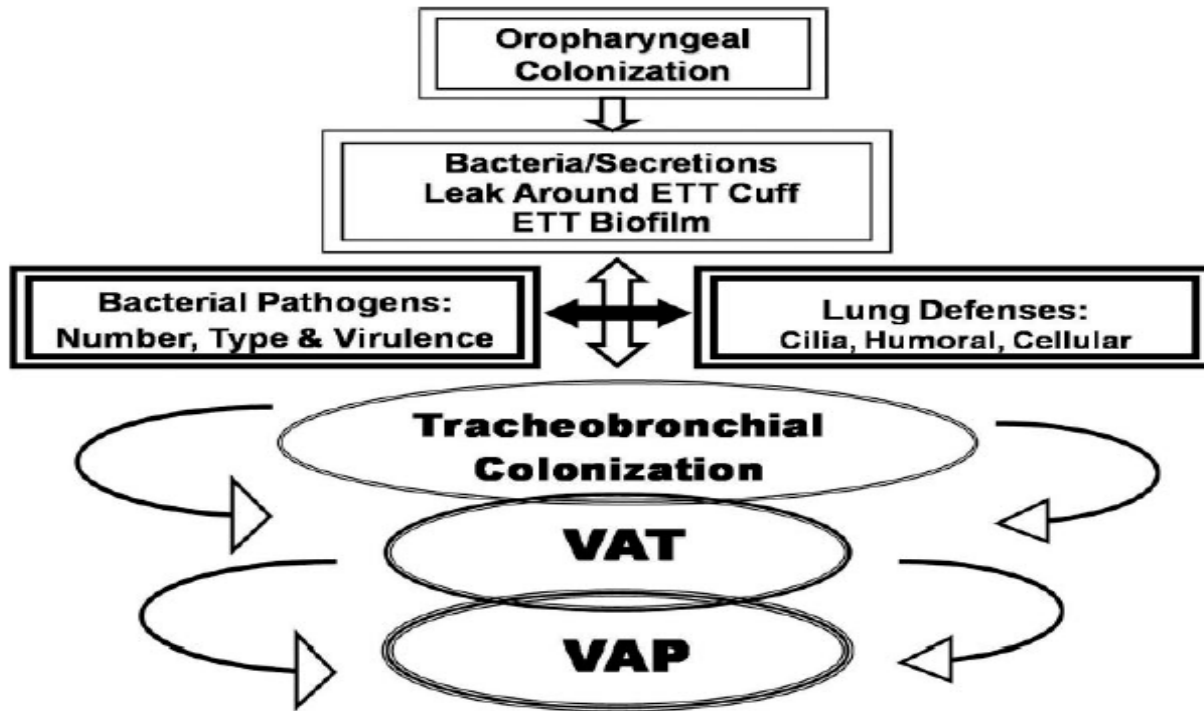 Oropharyngeal
Colonization
Bacteria/Secretions
Leak Around ETT Cuff
ETT Biofilm
Bacterial Pathogens:
Number, Type & Virulence
Lung Defenses:
Cilia, Humoral, Cellular
Tracheobronchial
Colonization
VAT
VAP